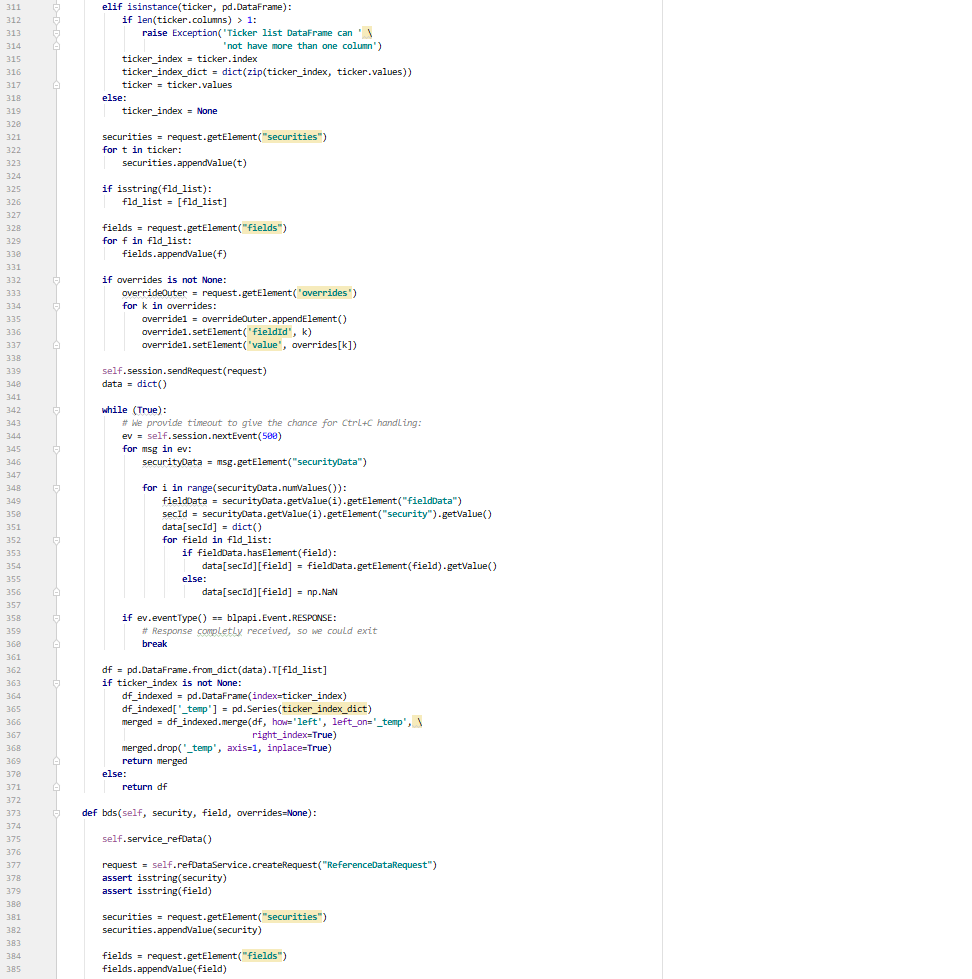 311 elif isinstance(ticker, pd.DataFrame):
312 if len(ticker.columns) > 1:
313 raise Exception('Ticker list DataFrame can ' \
314 'not have more than one column')
315 ticker_index = ticker.index
316 ticker_index_dict = dict(zip(ticker_index, ticker.values))
317 ticker = ticker.values
318 else:
319 ticker_index = None
320
321 securities = request.getElement("securities")
322 for t in ticker:
323 securities.appendValue(t)
324
325 if isstring(fld_list):
326 fld_list = [fld_list]
327
328 fields = request.getElement("fields")
329 for f in fld_list:
330 fields.appendValue(f)
331
332 if overrides is not None:
333 overrideOuter = request.getElement('overrides')
334 for k in overrides:
335 override1 = overrideOuter.appendElement()
336 override1.setElement('fieldId', k)
337 override1.setElement('value', overrides[k])
338
339 self.session.sendRequest(request)
340 data = dict()
341
342 while (True):
343 # We provide timeout to give the chance for Ctrl+C handling:
344 ev = self.session.nextEvent(500)
345 for msg in ev:
346 securityData = msg.getElement("securityData")
347
348 for i in range(securityData.numValues()):
349 fieldData = securityData.getValue(i).getElement("fieldData")
350 secId = securityData.getValue(i).getElement("security").getValue()
351 data[secId] = dict()
352 for field in fld_list:
353 if fieldData.hasElement(field):
354 data[secId][field] = fieldData.getElement(field).getValue()
355 else:
356 data[secId][field] = np.NaN
357
358 if ev.eventType() == blpapi.Event.RESPONSE:
359 # Response completly received, so we could exit
360 break
361
362 df = pd.DataFrame.from_dict(data).T[fld_list]
363 if ticker_index is not None:
364 df_indexed = pd.DataFrame(index=ticker_index)
365 df_indexed['_temp'] = pd.Series(ticker_index_dict)
366 merged = df_indexed.merge(df, how='left', left_on='_temp', \
367 right_index=True)
368 merged.drop('_temp', axis=1, inplace=True)
369 return merged
370 else:
371 return df
372
373 def bds(self, security, field, overrides=None):
374
375 self.service_refData()
376
377 request = self.refDataService.createRequest("ReferenceDataRequest")
378 assert isstring(security)
379 assert isstring(field)
380
381 securities = request.getElement("securities")
382 securities.appendValue(security)
383
384 fields = request.getElement("fields")
385 fields.appendValue(field)